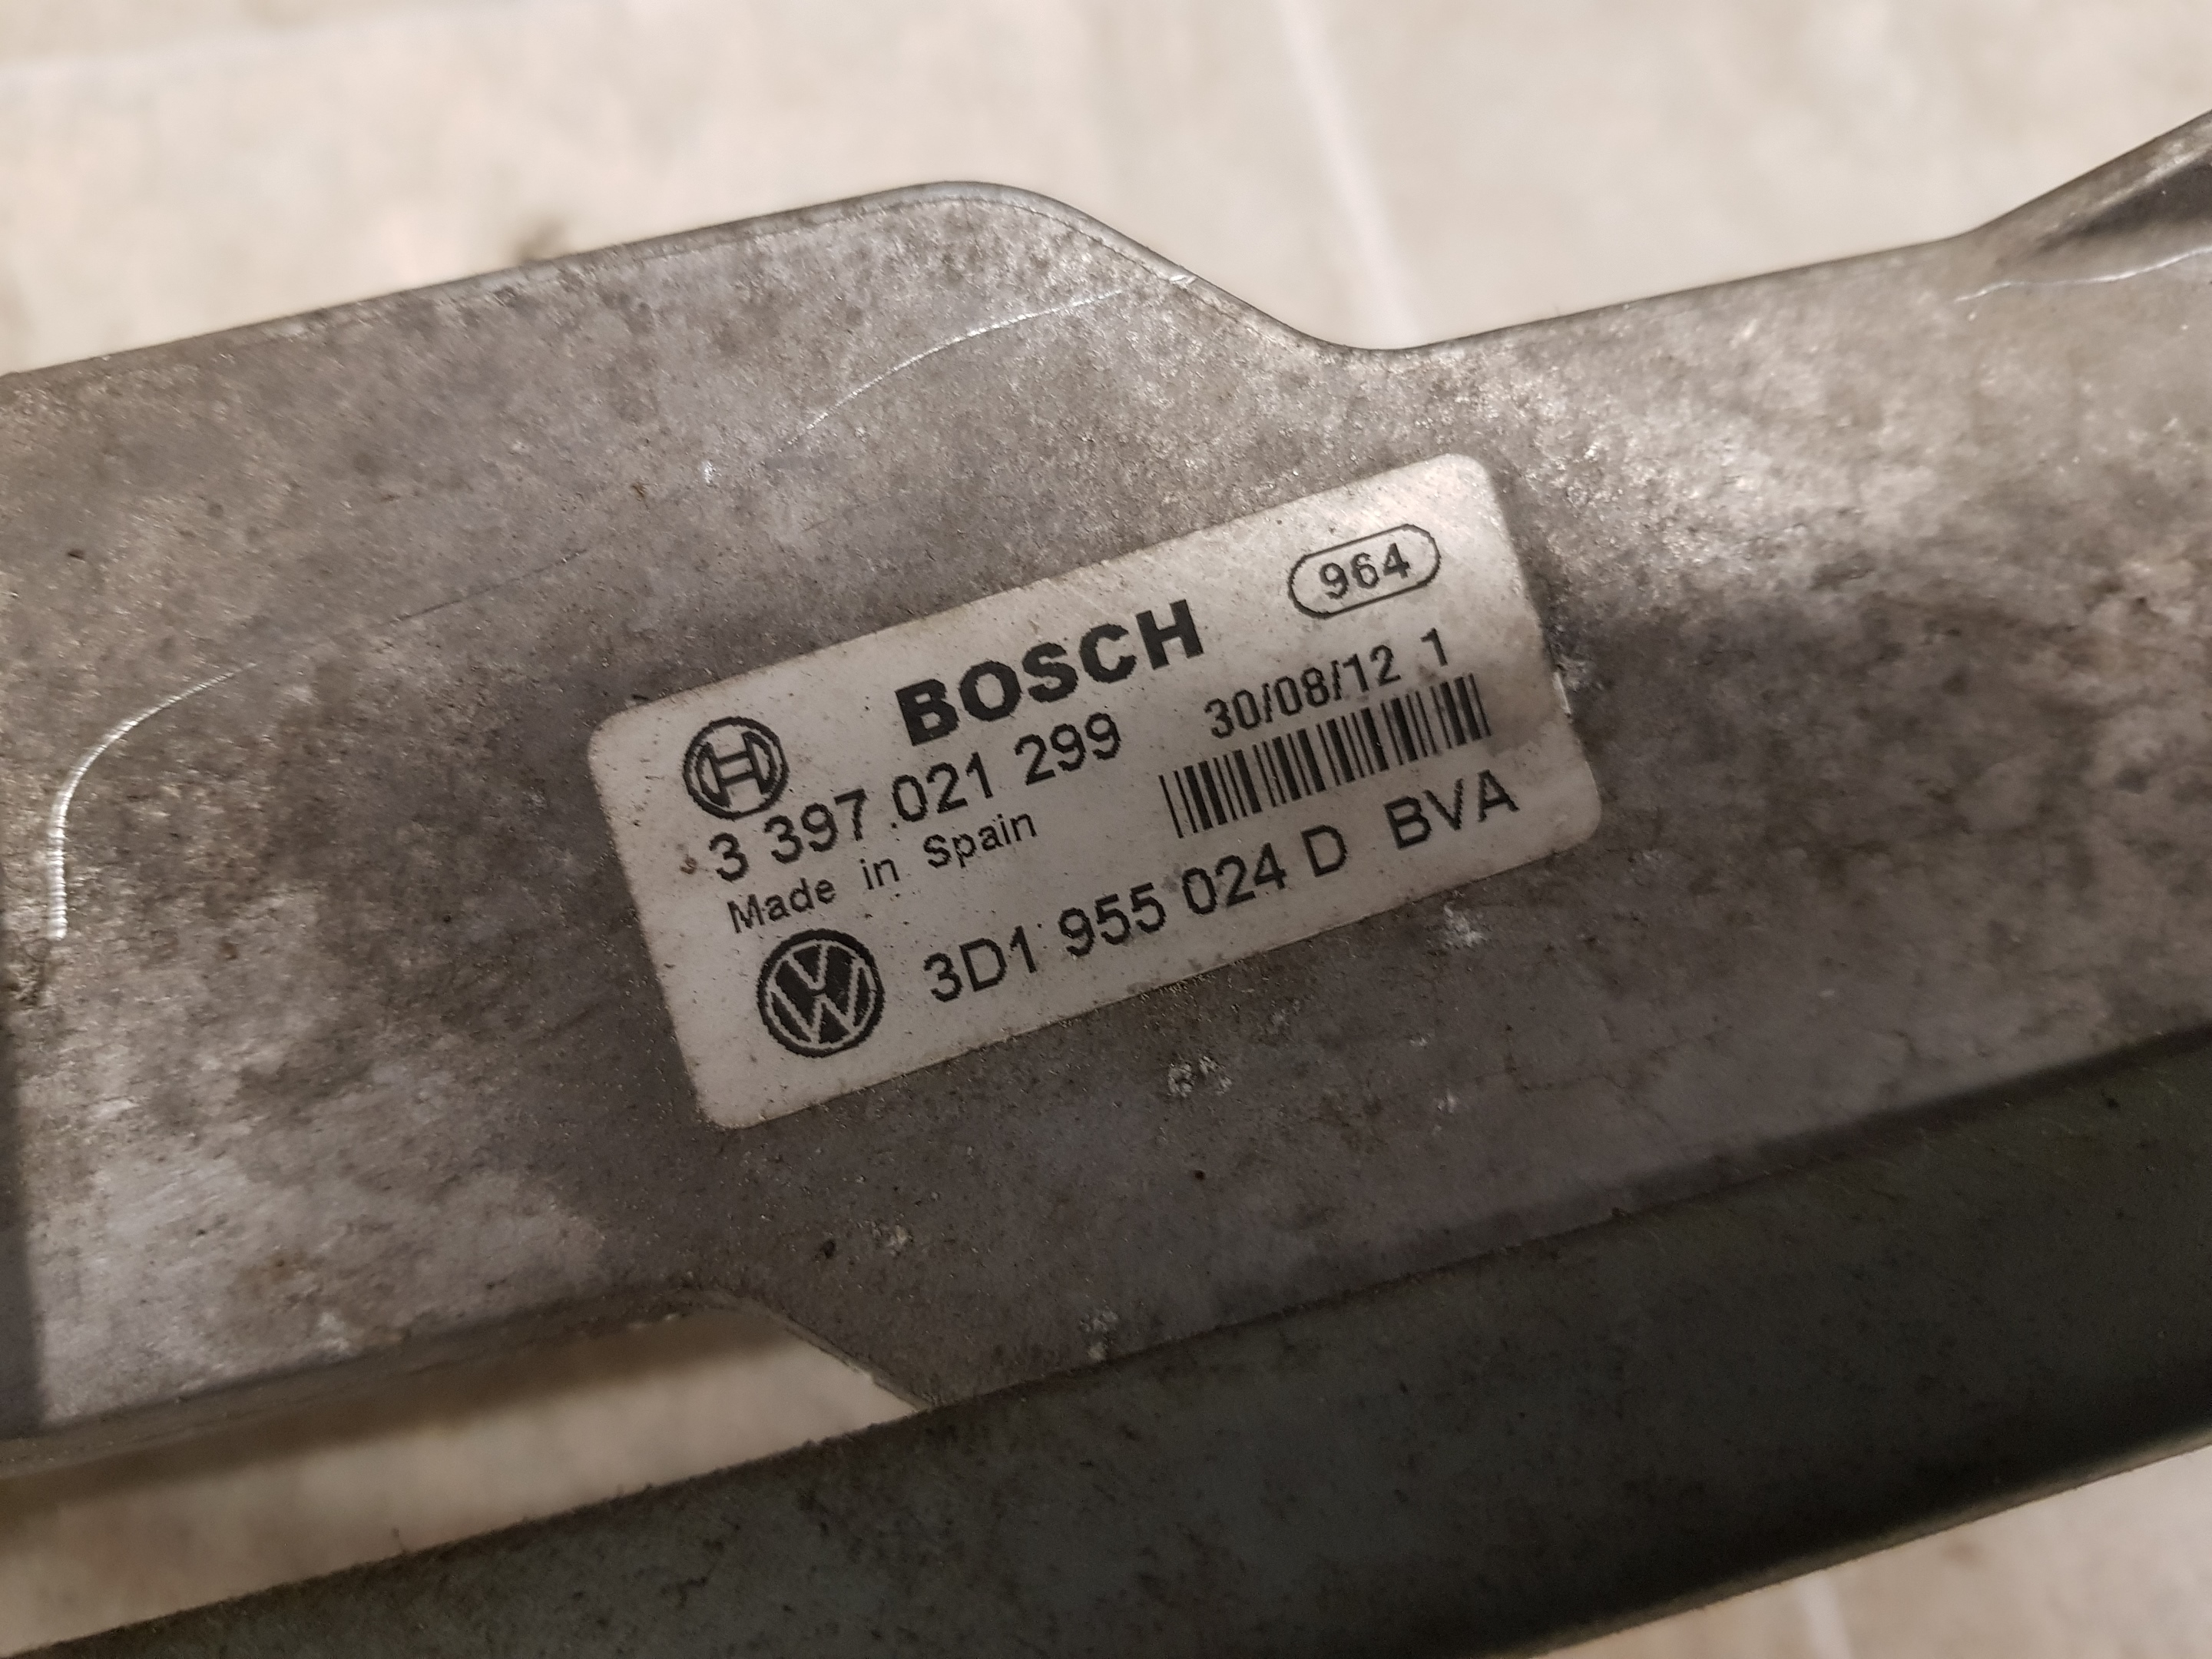 964
BOSCH
3 397 021 299 30/08/12 1
Made in Spain
3D1 955 024 D BVA